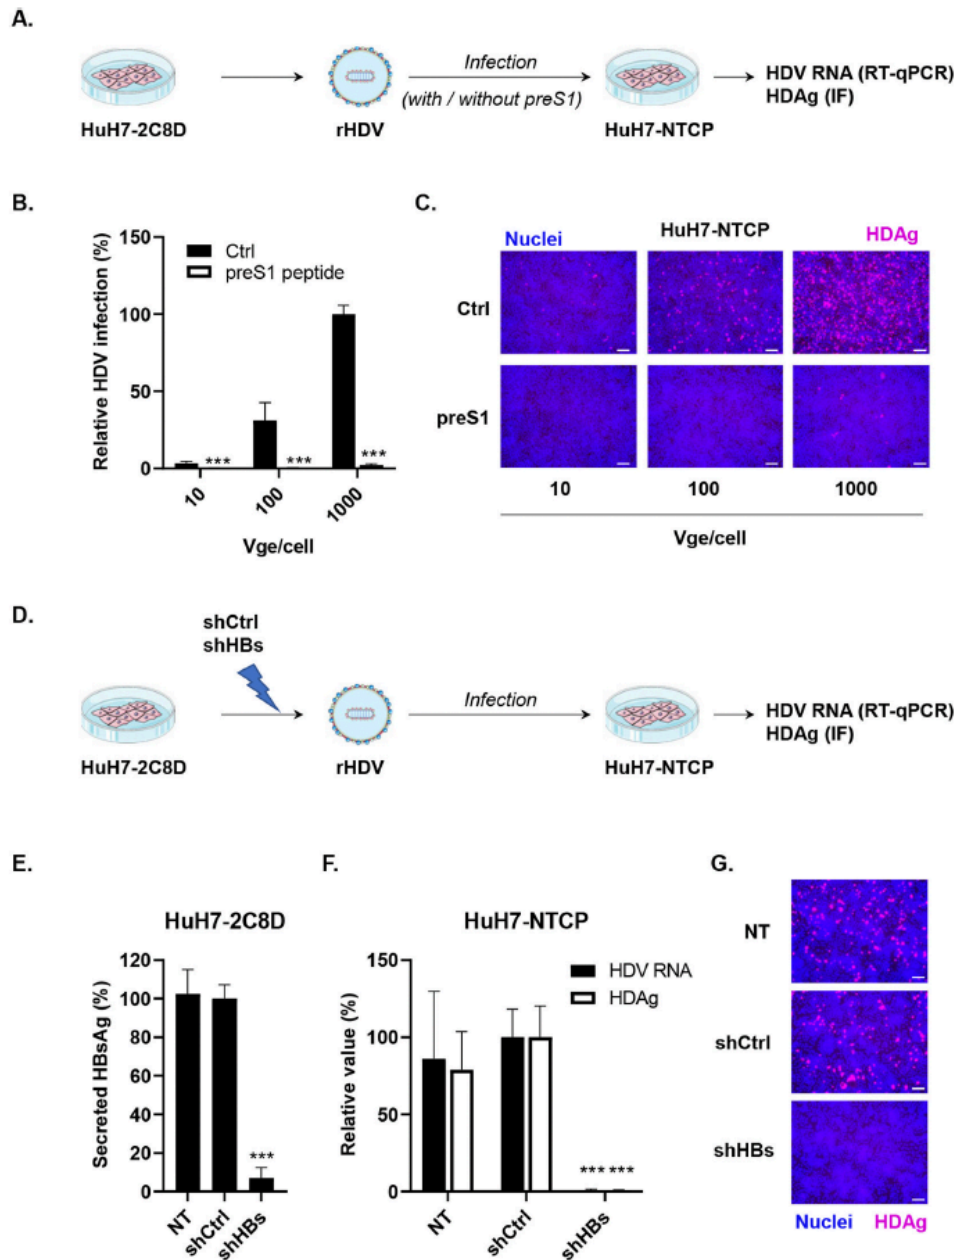 A.
Infection
(with / without preS1)
HDV RNA (RT-qPCR)
HDAg (IF)
HuH7-2C8D
rHDV
HuH7-NTCP
B.
Relative HDV infection (%)
150
100
50
0
Ctrl
preS1 peptide
***
***
***
10
100
1000
Vge/cell
C.
Nuclei
HuH7-NTCP
HDAg
Ctrl
preS1
10
100
1000
Vge/cell
D.
shCtrl
shHBs
Infection
HDV RNA (RT-qPCR)
HDAg (IF)
HuH7-2C8D
rHDV
HuH7-NTCP
E.
HuH7-2C8D
Secreted HBsAg (%)
120
100
80
60
40
20
0
***
NT
shCtrl
shHBs
F.
HuH7-NTCP
Relative value (%)
150
100
50
0
HDV RNA
HDAg
*** ***
NT
shCtrl
shHBs
G.
NT
shCtrl
shHBs
Nuclei HDAg